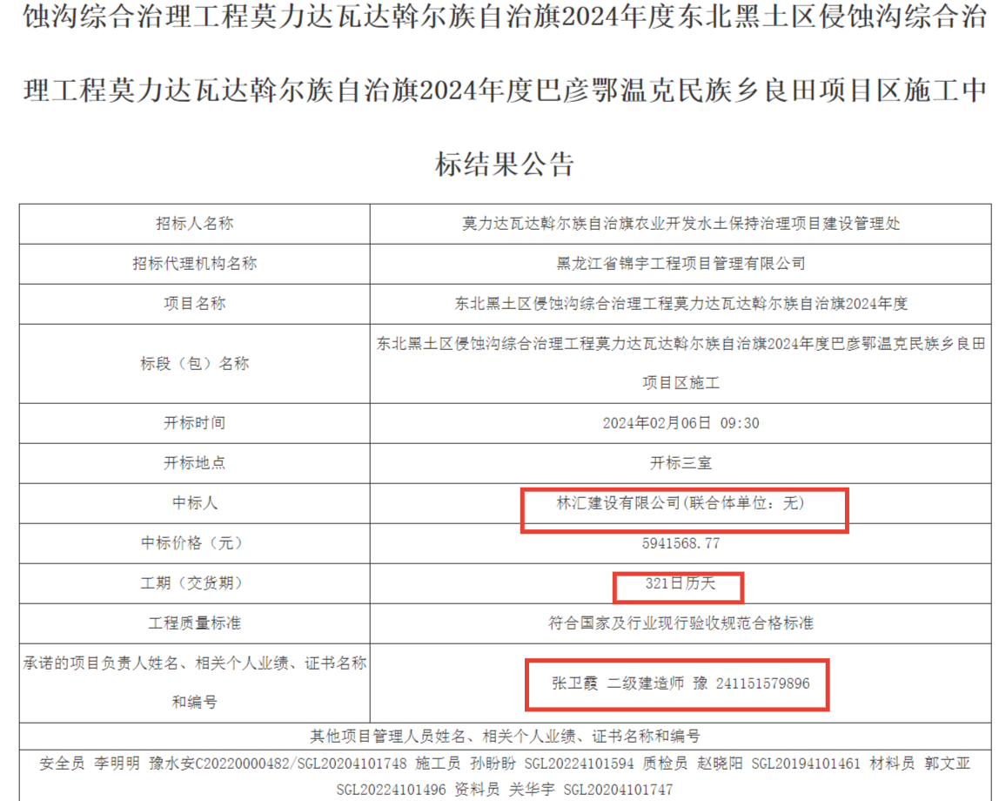 蚀沟综合治理工程莫力达瓦达斡尔族自治旗2024年度东北黑土区侵蚀沟综合治
理工程莫力达瓦达斡尔族自治旗2024年度巴彦鄂温克民族乡良田项目区施工中
标结果公告
招标人名称 莫力达瓦达斡尔族自治旗农业开发水土保持治理项目建设管理处
招标代理机构名称 黑龙江省锦宇工程项目管理有限公司
项目名称 东北黑土区侵蚀沟综合治理工程莫力达瓦达斡尔族自治旗2024年度
标段（包）名称 东北黑土区侵蚀沟综合治理工程莫力达瓦达斡尔族自治旗2024年度巴彦鄂温克民族乡良田
项目区施工
开标时间 2024年02月06日 09:30
开标地点 开标三室
中标人 林汇建设有限公司(联合体单位：无)
中标价格（元） 5941568.77
工期（交货期） 321日历天
工程质量标准 符合国家及行业现行验收规范合格标准
承诺的项目负责人姓名、相关个人业绩、证书名称
和编号 张卫霞 二级建造师 豫 241151579896
其他项目管理人员姓名、相关个人业绩、证书名称和编号
安全员 李明明 豫水安C20220000482/SGL20204101748 施工员 孙盼盼 SGL20224101594 质检员 赵晓阳 SGL20194101461 材料员 郭文亚
SGL20224101496 资料员 关华宇 SGL20204101747